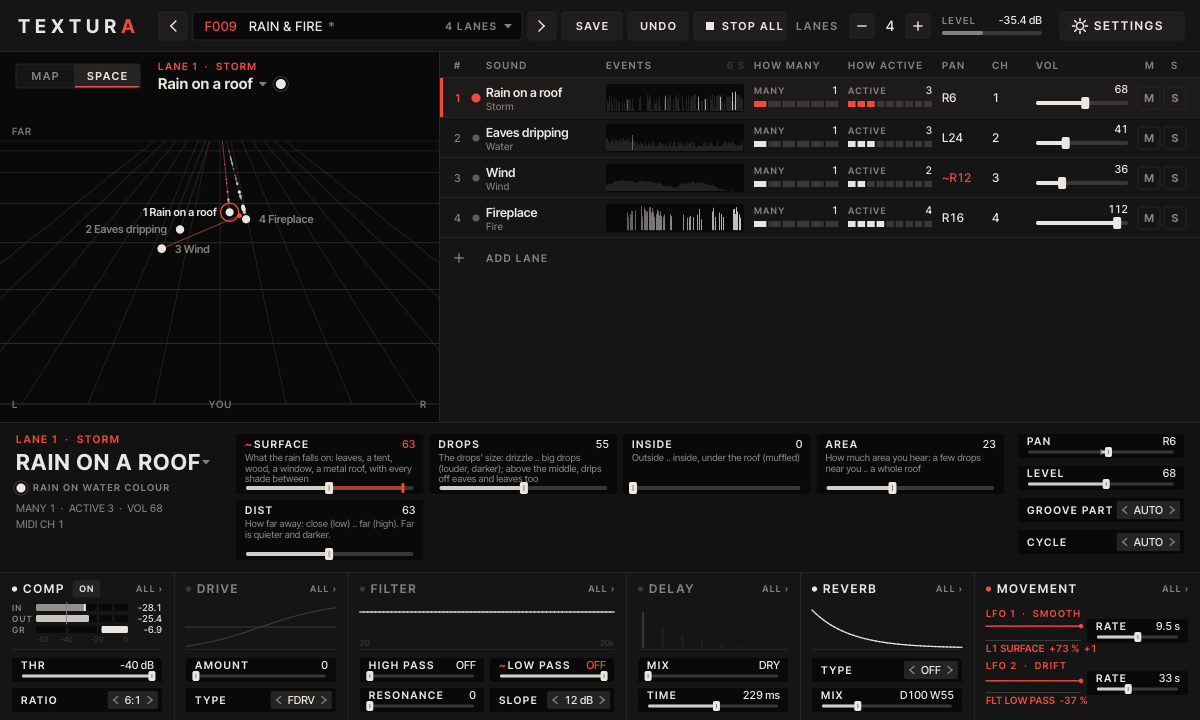 TEXTURA
F009 RAIN & FIRE * 4 LANES
SAVE UNDO STOP ALL LANES 4 LEVEL -35.4 dB SETTINGS
MAP SPACE
LANE 1 · STORM
Rain on a roof
FAR
1 Rain on a roof
4 Fireplace
2 Eaves dripping
3 Wind
L YOU R
# SOUND EVENTS 6 S HOW MANY HOW ACTIVE PAN CH VOL M S
1 Rain on a roof Storm MANY 1 ACTIVE 3 R6 1 68 M S
2 Eaves dripping Water MANY 1 ACTIVE 3 L24 2 41 M S
3 Wind Wind MANY 1 ACTIVE 2 ~R12 3 36 M S
4 Fireplace Fire MANY 1 ACTIVE 4 R16 4 112 M S
+ ADD LANE
LANE 1 · STORM
RAIN ON A ROOF
RAIN ON WATER COLOUR
MANY 1 · ACTIVE 3 · VOL 68
MIDI CH 1
~SURFACE 63
What the rain falls on: leaves, a tent,
wood, a window, a metal roof, with every
shade between
DROPS 55
The drops' size: drizzle .. big drops
(louder, darker); above the middle, drips
off eaves and leaves too
INSIDE 0
Outside .. inside, under the roof (muffled)
AREA 23
How much area you hear: a few drops
near you .. a whole roof
DIST 63
How far away: close (low) .. far (high). Far
is quieter and darker.
PAN R6
LEVEL 68
GROOVE PART < AUTO >
CYCLE < AUTO >
COMP ON ALL ›
IN -28.1
OUT -25.4
GR -6.9
-60 -40 -20 0
THR -40 dB
RATIO < 6:1 >
DRIVE ALL ›
AMOUNT 0
TYPE < FDRV >
FILTER ALL ›
20 20k
HIGH PASS OFF
~LOW PASS OFF
RESONANCE 0
SLOPE < 12 dB >
DELAY ALL ›
MIX DRY
TIME 229 ms
REVERB ALL ›
TYPE < OFF >
MIX D100 W55
MOVEMENT ALL ›
LFO 1 · SMOOTH
RATE 9.5 s
L1 SURFACE +73 % +1
LFO 2 · DRIFT
RATE 33 s
FLT LOW PASS -37 %